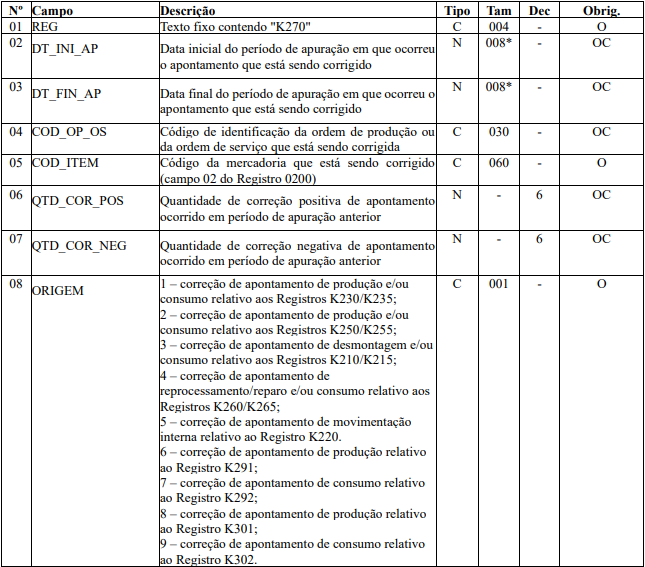 Nº Campo Descrição Tipo Tam Dec Obrig.
01 REG Texto fixo contendo "K270" C 004 - O
02 DT_INI_AP Data inicial do período de apuração em que ocorreu N 008* - OC
o apontamento que está sendo corrigido
03 DT_FIN_AP Data final do período de apuração em que ocorreu o N 008* - OC
apontamento que está sendo corrigido
04 COD_OP_OS Código de identificação da ordem de produção ou C 030 - OC
da ordem de serviço que está sendo corrigida
05 COD_ITEM Código da mercadoria que está sendo corrigido C 060 - O
(campo 02 do Registro 0200)
06 QTD_COR_POS Quantidade de correção positiva de apontamento N - 6 OC
ocorrido em período de apuração anterior
07 QTD_COR_NEG Quantidade de correção negativa de apontamento N - 6 OC
ocorrido em período de apuração anterior
08 ORIGEM 1 – correção de apontamento de produção e/ou C 001 - O
consumo relativo aos Registros K230/K235;
2 – correção de apontamento de produção e/ou
consumo relativo aos Registros K250/K255;
3 – correção de apontamento de desmontagem e/ou
consumo relativo aos Registros K210/K215;
4 – correção de apontamento de
reprocessamento/reparo e/ou consumo relativo aos
Registros K260/K265;
5 – correção de apontamento de movimentação
interna relativo ao Registro K220.
6 – correção de apontamento de produção relativo
ao Registro K291;
7 – correção de apontamento de consumo relativo
ao Registro K292;
8 – correção de apontamento de produção relativo
ao Registro K301;
9 – correção de apontamento de consumo relativo
ao Registro K302.